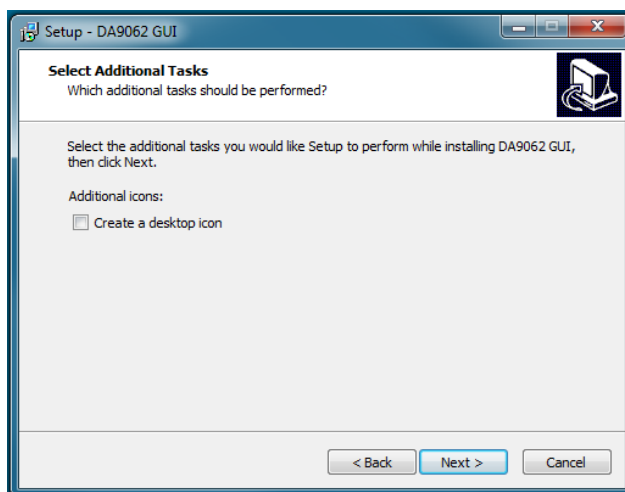 Setup - DA9062 GUI
Select Additional Tasks
Which additional tasks should be performed?
Select the additional tasks you would like Setup to perform while installing DA9062 GUI,
then click Next.
Additional icons:
Create a desktop icon
< Back
Next >
Cancel